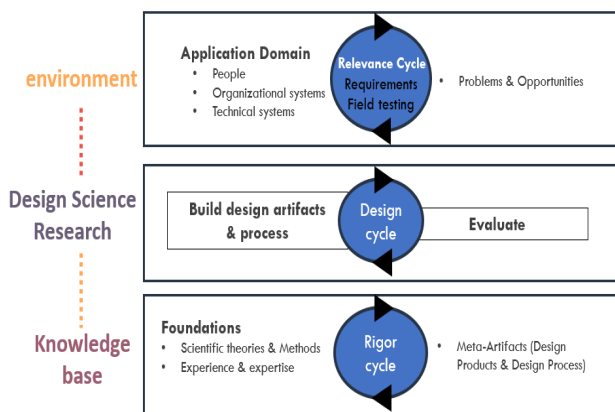 environment
Application Domain
• People
• Organizational systems
• Technical systems
Relevance Cycle
Requirements
Field testing
• Problems & Opportunities
Design Science
Research
Build design artifacts
& process
Design
cycle
Evaluate
Knowledge
base
Foundations
• Scientific theories & Methods
• Experience & expertise
Rigor
cycle
• Meta-Artifacts (Design
Products & Design Process)